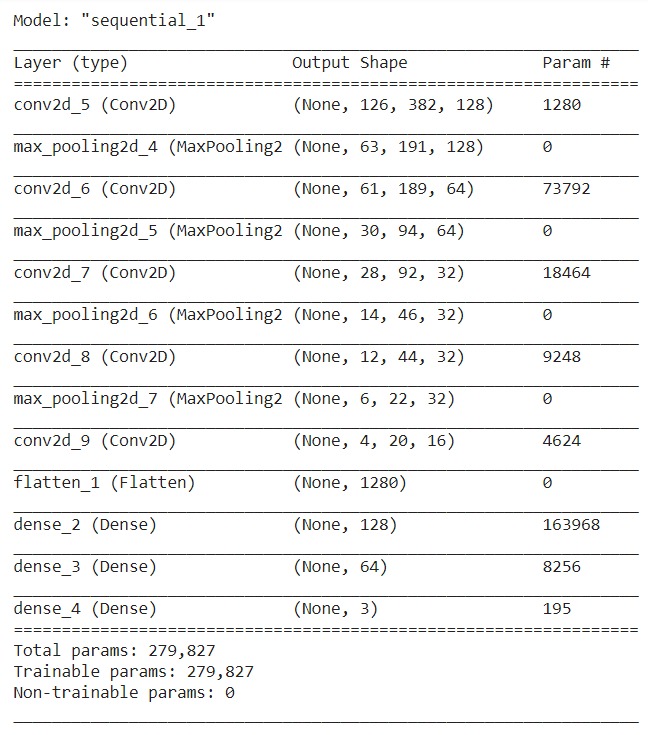 Model: "sequential_1"
Layer (type) Output Shape Param #
conv2d_5 (Conv2D) (None, 126, 382, 128) 1280
max_pooling2d_4 (MaxPooling2 (None, 63, 191, 128) 0
conv2d_6 (Conv2D) (None, 61, 189, 64) 73792
max_pooling2d_5 (MaxPooling2 (None, 30, 94, 64) 0
conv2d_7 (Conv2D) (None, 28, 92, 32) 18464
max_pooling2d_6 (MaxPooling2 (None, 14, 46, 32) 0
conv2d_8 (Conv2D) (None, 12, 44, 32) 9248
max_pooling2d_7 (MaxPooling2 (None, 6, 22, 32) 0
conv2d_9 (Conv2D) (None, 4, 20, 16) 4624
flatten_1 (Flatten) (None, 1280) 0
dense_2 (Dense) (None, 128) 163968
dense_3 (Dense) (None, 64) 8256
dense_4 (Dense) (None, 3) 195
Total params: 279,827
Trainable params: 279,827
Non-trainable params: 0